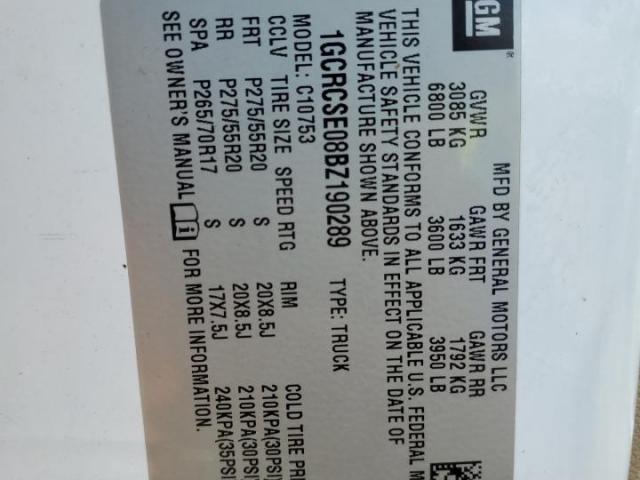 GM ®
MFD BY GENERAL MOTORS LLC
GVWR GAWR FRT GAWR RR
3085 KG 1633 KG 1792 KG
6800 LB 3600 LB 3950 LB
THIS VEHICLE CONFORMS TO ALL APPLICABLE U.S. FEDERAL M
VEHICLE SAFETY STANDARDS IN EFFECT ON THE DATE OF
MANUFACTURE SHOWN ABOVE.
1GCRCSE08BZ190289 TYPE: TRUCK
MODEL: C10753
CCLV TIRE SIZE SPEED RTG RIM COLD TIRE PR
FRT P275/55R20 S 20X8.5J 210KPA(30PSI)
RR P275/55R20 S 20X8.5J 210KPA(30PSI
SPA P265/70R17 S 17X7.5J 240KPA(35PSI
SEE OWNER'S MANUAL i FOR MORE INFORMATION.